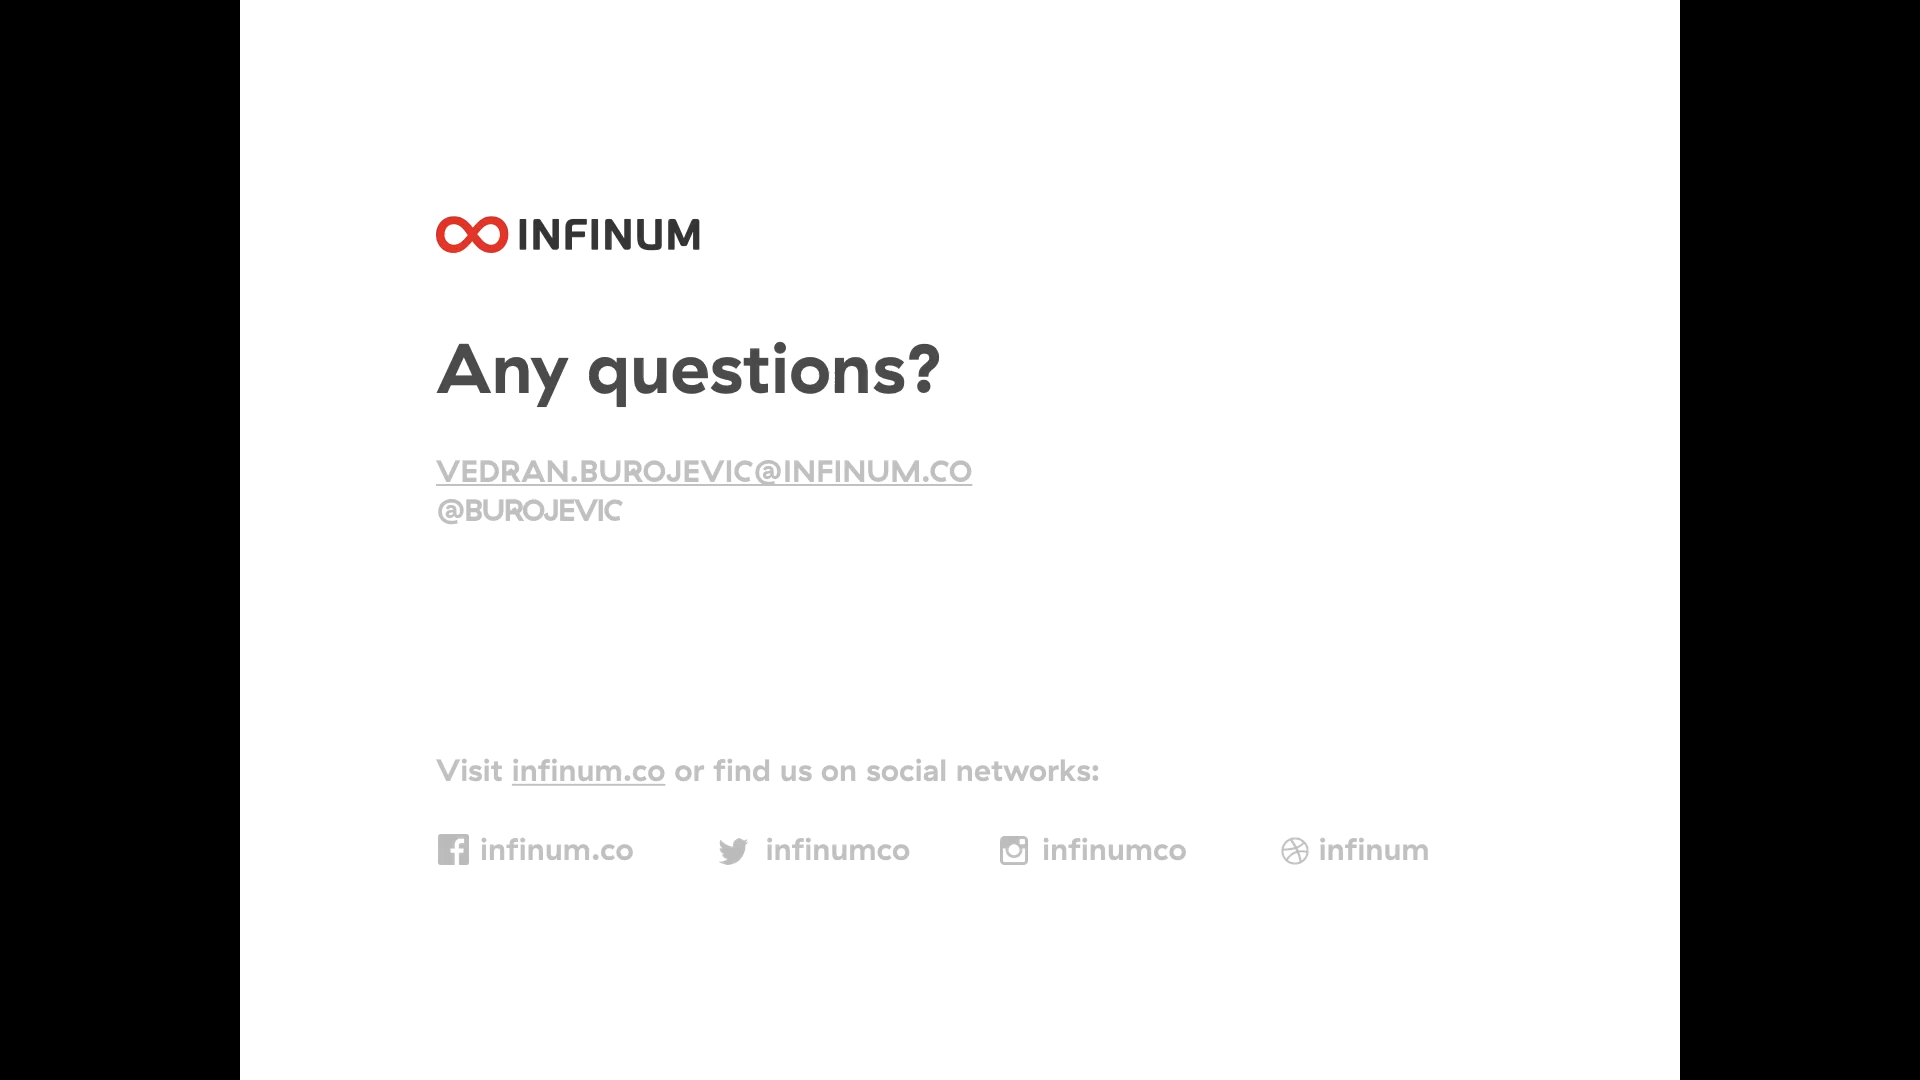 INFINUM
Any questions?
VEDRAN.BUROJEVIC@INFINUM.CO
@BUROJEVIC
Visit infinum.co or find us on social networks:
infinum.co infinumco infinumco infinum